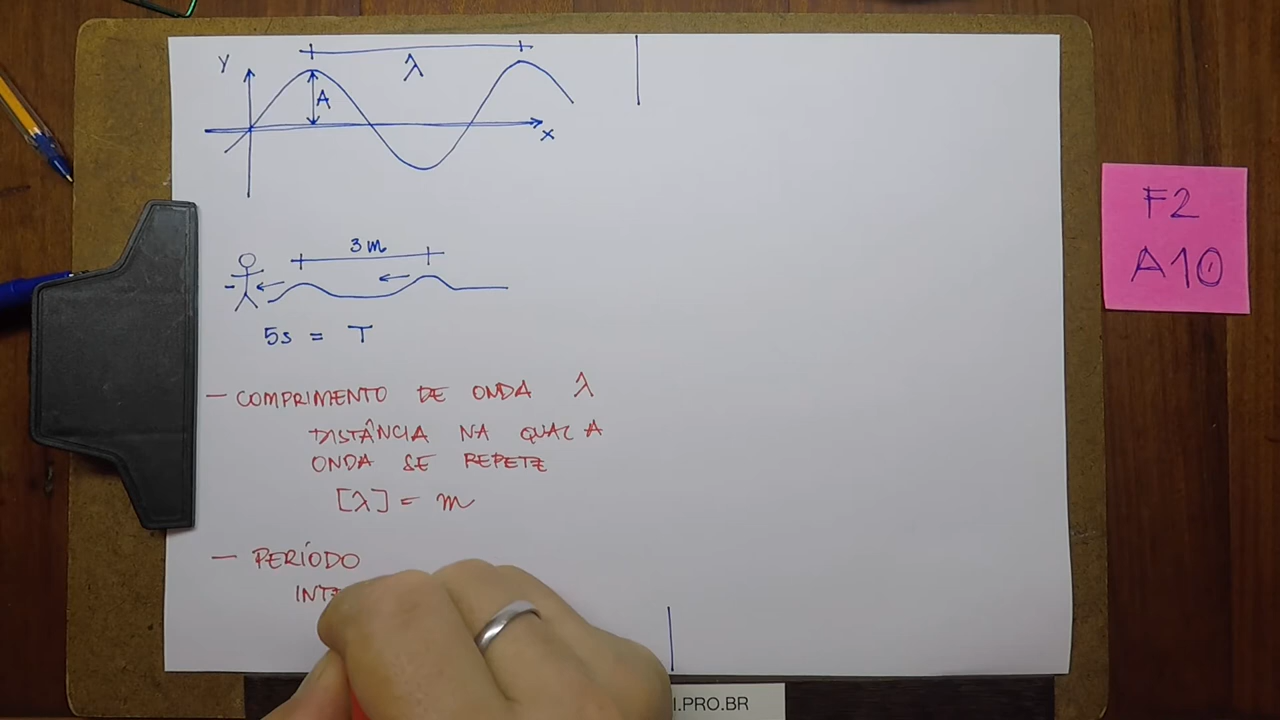 Y
λ
A
x
F2
A10
3 m
5s = T
- COMPRIMENTO DE ONDA λ
DISTÂNCIA NA QUAL A
ONDA SE REPETE
[λ] = m
- PERÍODO
I.PRO.BR